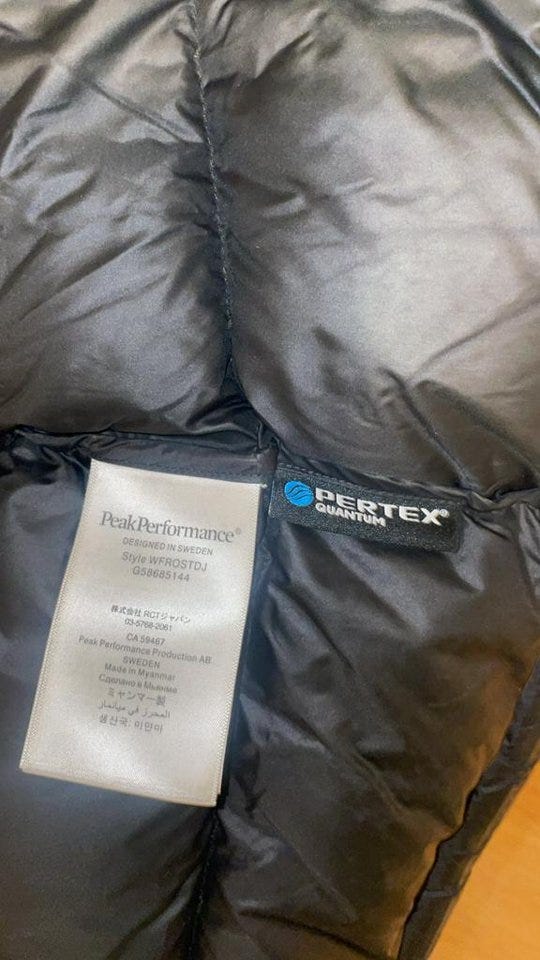 PeakPerformance®
DESIGNED IN SWEDEN
Style WFROSTDJ
G58685144
株式会社 RCTジャパン
03-5768-2061
CA 59467
Peak Performance Production AB
SWEDEN
Made in Myanmar
Сделано в Мьянме
ミャンマー製
المحرز في ميانمار
생산국. 미얀마
PERTEX®
QUANTUM